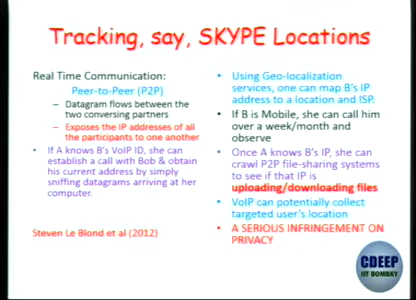 Tracking, say, SKYPE Locations
Real Time Communication:
Peer-to-Peer (P2P)
– Datagram flows between the
two conversing partners
– Exposes the IP addresses of all
the participants to one another
• If A knows B's VoIP ID, she can
establish a call with Bob & obtain
his current address by simply
sniffing datagrams arriving at her
computer.
Steven Le Blond et al (2012)
• Using Geo-localization
services, one can map B's IP
address to a location and ISP.
• If B is Mobile, she can call him
over a week/month and
observe
• Once A knows B's IP, she can
crawl P2P file-sharing systems
to see if that IP is
uploading/downloading files
• VoIP can potentially collect
targeted user's location
• A SERIOUS INFRINGEMENT ON
PRIVACY
CDEEP
IIT BOMBAY